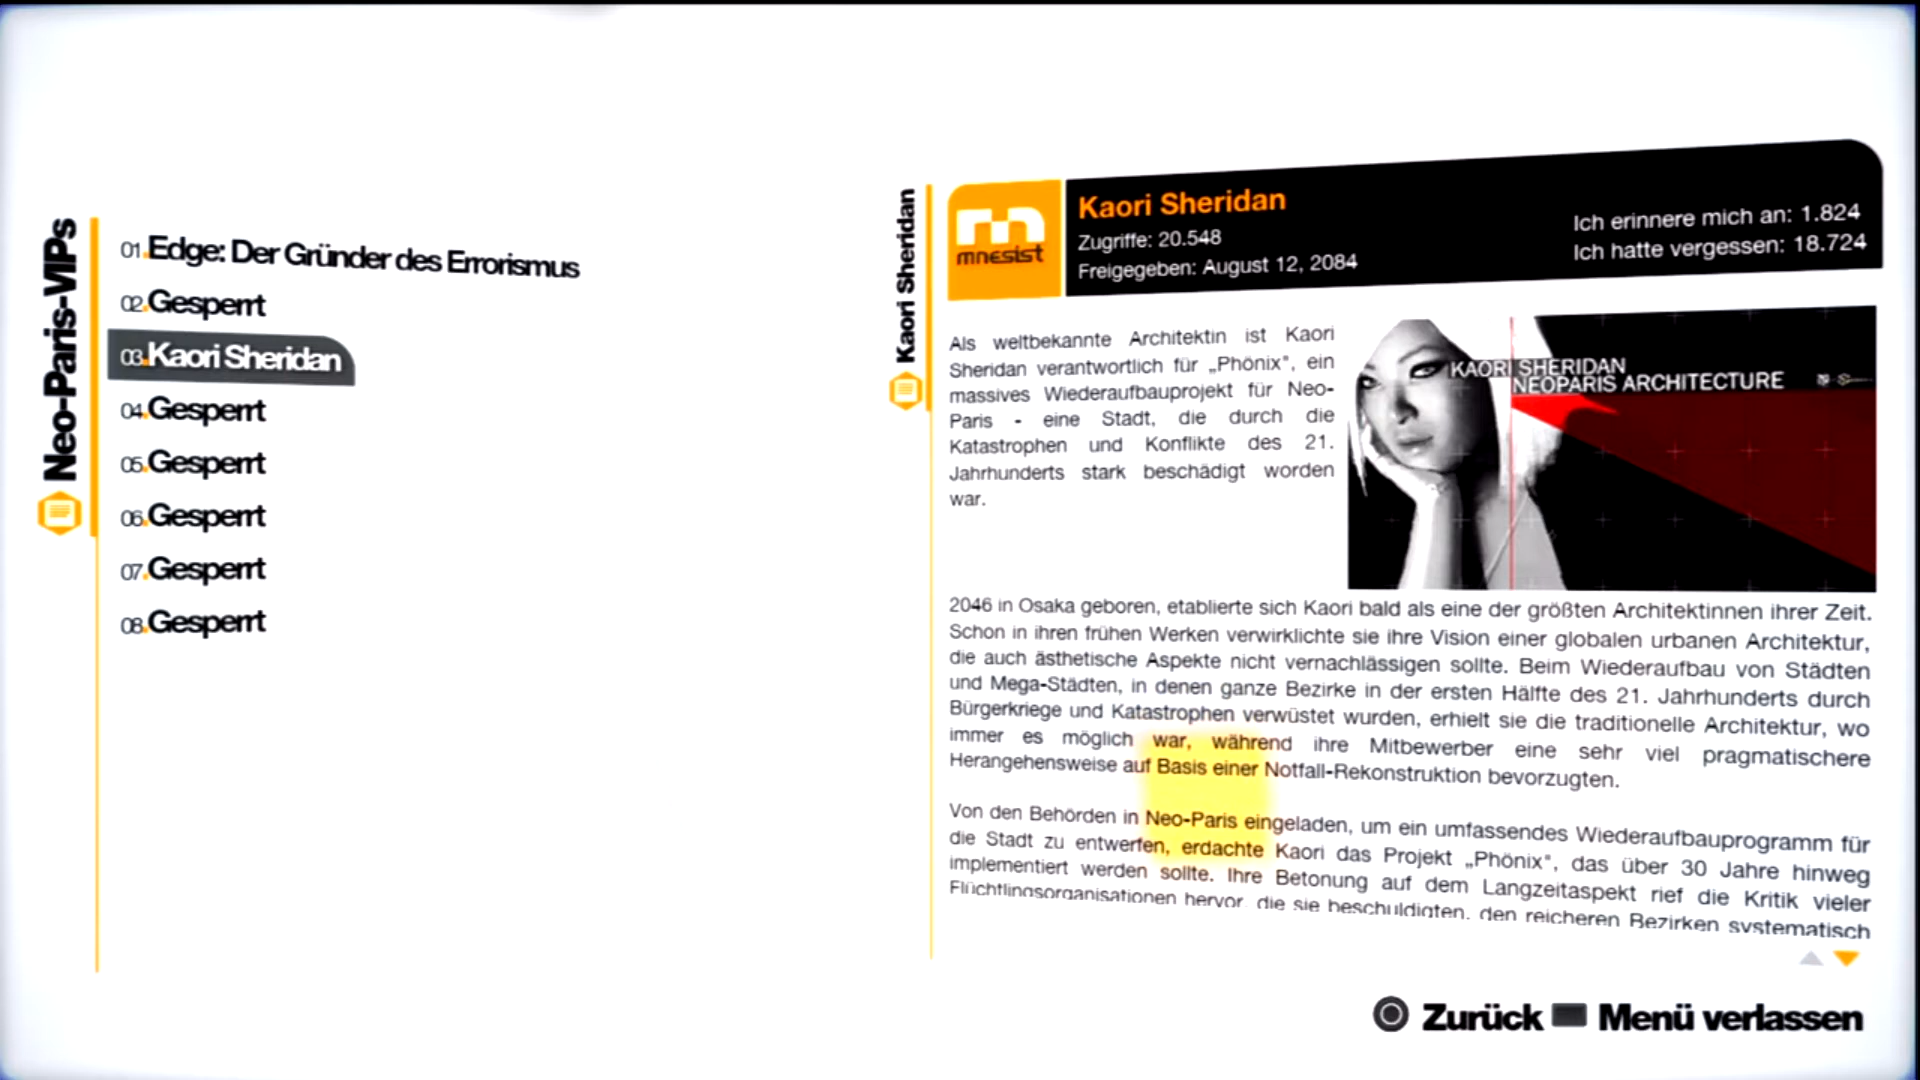 Neo-Paris-VIPs
01.Edge: Der Gründer des Errorismus
02.Gesperrt
03.Kaori Sheridan
04.Gesperrt
05.Gesperrt
06.Gesperrt
07.Gesperrt
08.Gesperrt
Kaori Sheridan
mnesist
Kaori Sheridan
Zugriffe: 20.548
Freigegeben: August 12, 2084
Ich erinnere mich an: 1.824
Ich hatte vergessen: 18.724
Als weltbekannte Architektin ist Kaori
Sheridan verantwortlich für „Phönix", ein
massives Wiederaufbauprojekt für Neo-
Paris - eine Stadt, die durch die
Katastrophen und Konflikte des 21.
Jahrhunderts stark beschädigt worden
war.
KAORI SHERIDAN
NEOPARIS ARCHITECTURE
2046 in Osaka geboren, etablierte sich Kaori bald als eine der größten Architektinnen ihrer Zeit.
Schon in ihren frühen Werken verwirklichte sie ihre Vision einer globalen urbanen Architektur,
die auch ästhetische Aspekte nicht vernachlässigen sollte. Beim Wiederaufbau von Städten
und Mega-Städten, in denen ganze Bezirke in der ersten Hälfte des 21. Jahrhunderts durch
Bürgerkriege und Katastrophen verwüstet wurden, erhielt sie die traditionelle Architektur, wo
immer es möglich war, während ihre Mitbewerber eine sehr viel pragmatischere
Herangehensweise auf Basis einer Notfall-Rekonstruktion bevorzugten.
Von den Behörden in Neo-Paris eingeladen, um ein umfassendes Wiederaufbauprogramm für
die Stadt zu entwerfen, erdachte Kaori das Projekt „Phönix", das über 30 Jahre hinweg
implementiert werden sollte. Ihre Betonung auf dem Langzeitaspekt rief die Kritik vieler
Flüchtlingsorganisationen hervor, die sie beschuldigten, den reicheren Bezirken systematisch
Zurück Menü verlassen